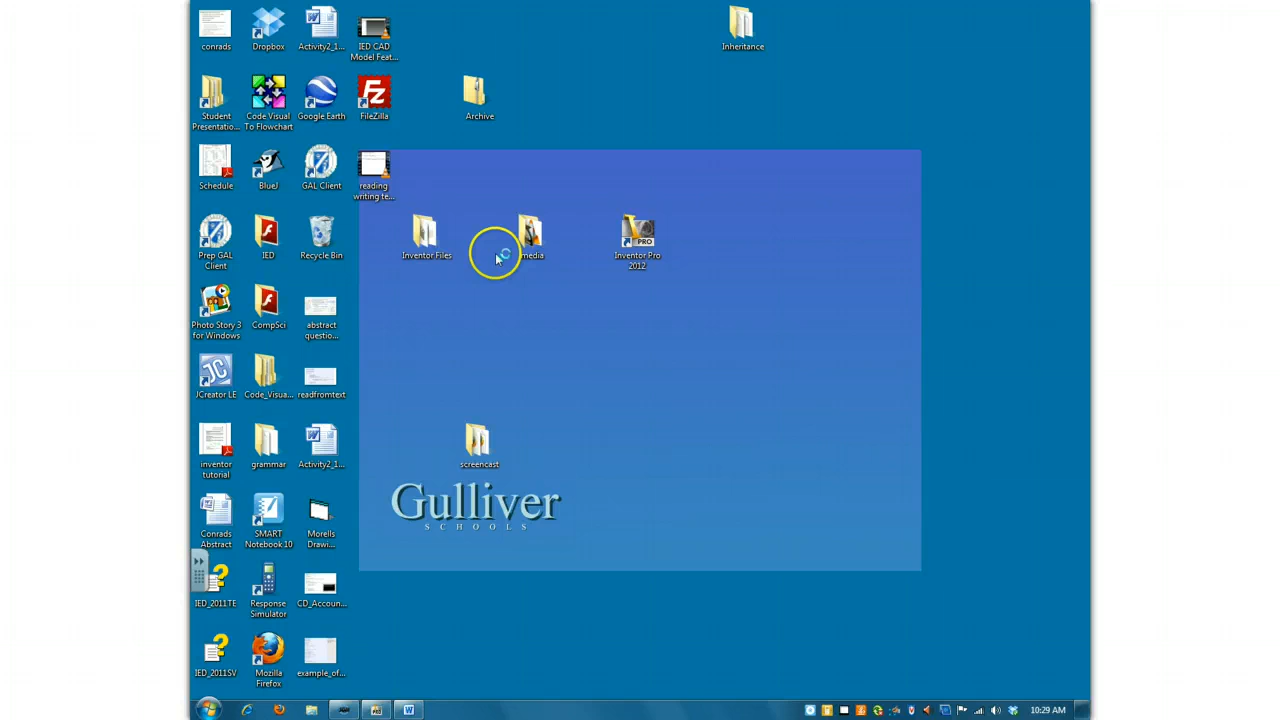 conrads
Dropbox
Activity2_1...
IED CAD
Model Feat...
Inheritance
Student
Presentatio...
Code Visual
To Flowchart
Google Earth
FileZilla
Archive
Schedule
BlueJ
GAL Client
reading
writing te...
Prep GAL
Client
IED
Recycle Bin
Inventor Files
media
PRO
Inventor Pro
2012
Photo Story 3
for Windows
CompSci
abstract
questio...
JCreator LE
Code_Visua...
readfromtext
inventor
tutorial
grammar
Activity2_1...
screencast
Gulliver
SCHOOLS
Conrads
Abstract
SMART
Notebook 10
Morells
Drawi...
IED_2011TE
Response
Simulator
CD_Accoun...
IED_2011SV
Mozilla
Firefox
example_of...
10:29 AM